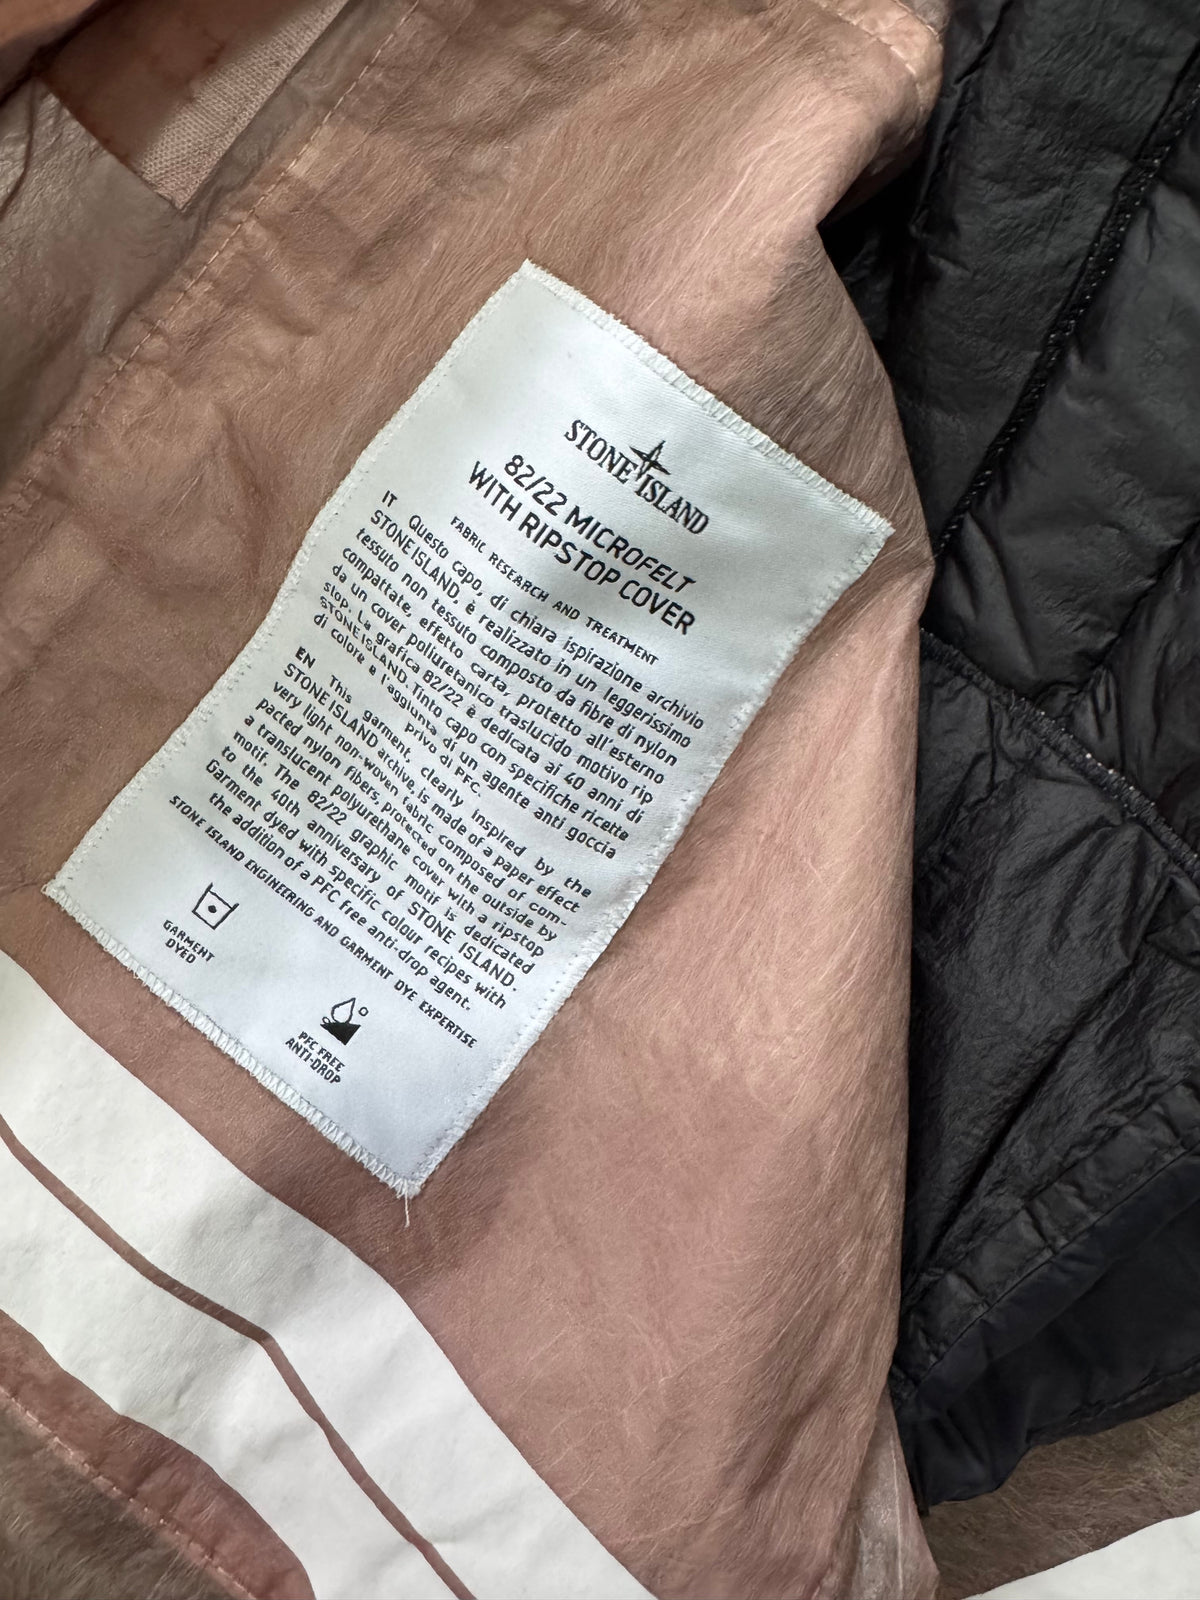 STONE ISLAND
82/22 MICROFELT
WITH RIPSTOP COVER
FABRIC RESEARCH AND TREATMENT
IT Questo capo, di chiara ispirazione archivio
STONE ISLAND, è realizzato in un leggerissimo
tessuto non tessuto composto da fibre di nylon
compattate, effetto carta, protetto all'esterno
da un cover poliuretanico traslucido motivo rip
stop. La grafica 82/22 è dedicata ai 40 anni di
STONE ISLAND. Tinto capo con specifiche ricette
di colore e l'aggiunta di un agente anti goccia
privo di PFC.
EN This garment, clearly inspired by the
STONE ISLAND archive, is made of a paper effect
very light non-woven fabric composed of com-
pacted nylon fibers, protected on the outside by
a translucent polyurethane cover with a ripstop
motif. The 82/22 graphic motif is dedicated
to the 40th anniversary of STONE ISLAND.
Garment dyed with specific colour recipes with
the addition of a PFC free anti-drop agent.
STONE ISLAND ENGINEERING AND GARMENT DYE EXPERTISE
GARMENT
DYED
PFC FREE
ANTI-DROP